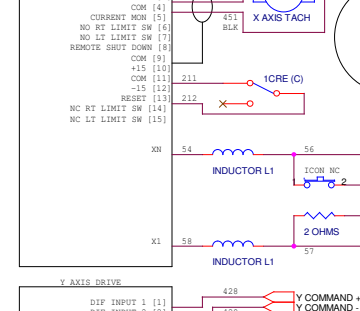 COM [4]
CURRENT MON [5]
NO RT LIMIT SW [6]
NO LT LIMIT SW [7]
REMOTE SHUT DOWN [8]
COM [9]
+15 [10]
COM [11]
-15 [12]
RESET [13]
NC RT LIMIT SW [14]
NC LT LIMIT SW [15]
451
BLK
X AXIS TACH
211
1CRE (C)
212
XN
54
56
INDUCTOR L1
ICON NC
1
2
2 OHMS
X1
58
57
INDUCTOR L1
Y AXIS DRIVE
428
DIF INPUT 1 [1]
Y COMMAND +
Y COMMAND -